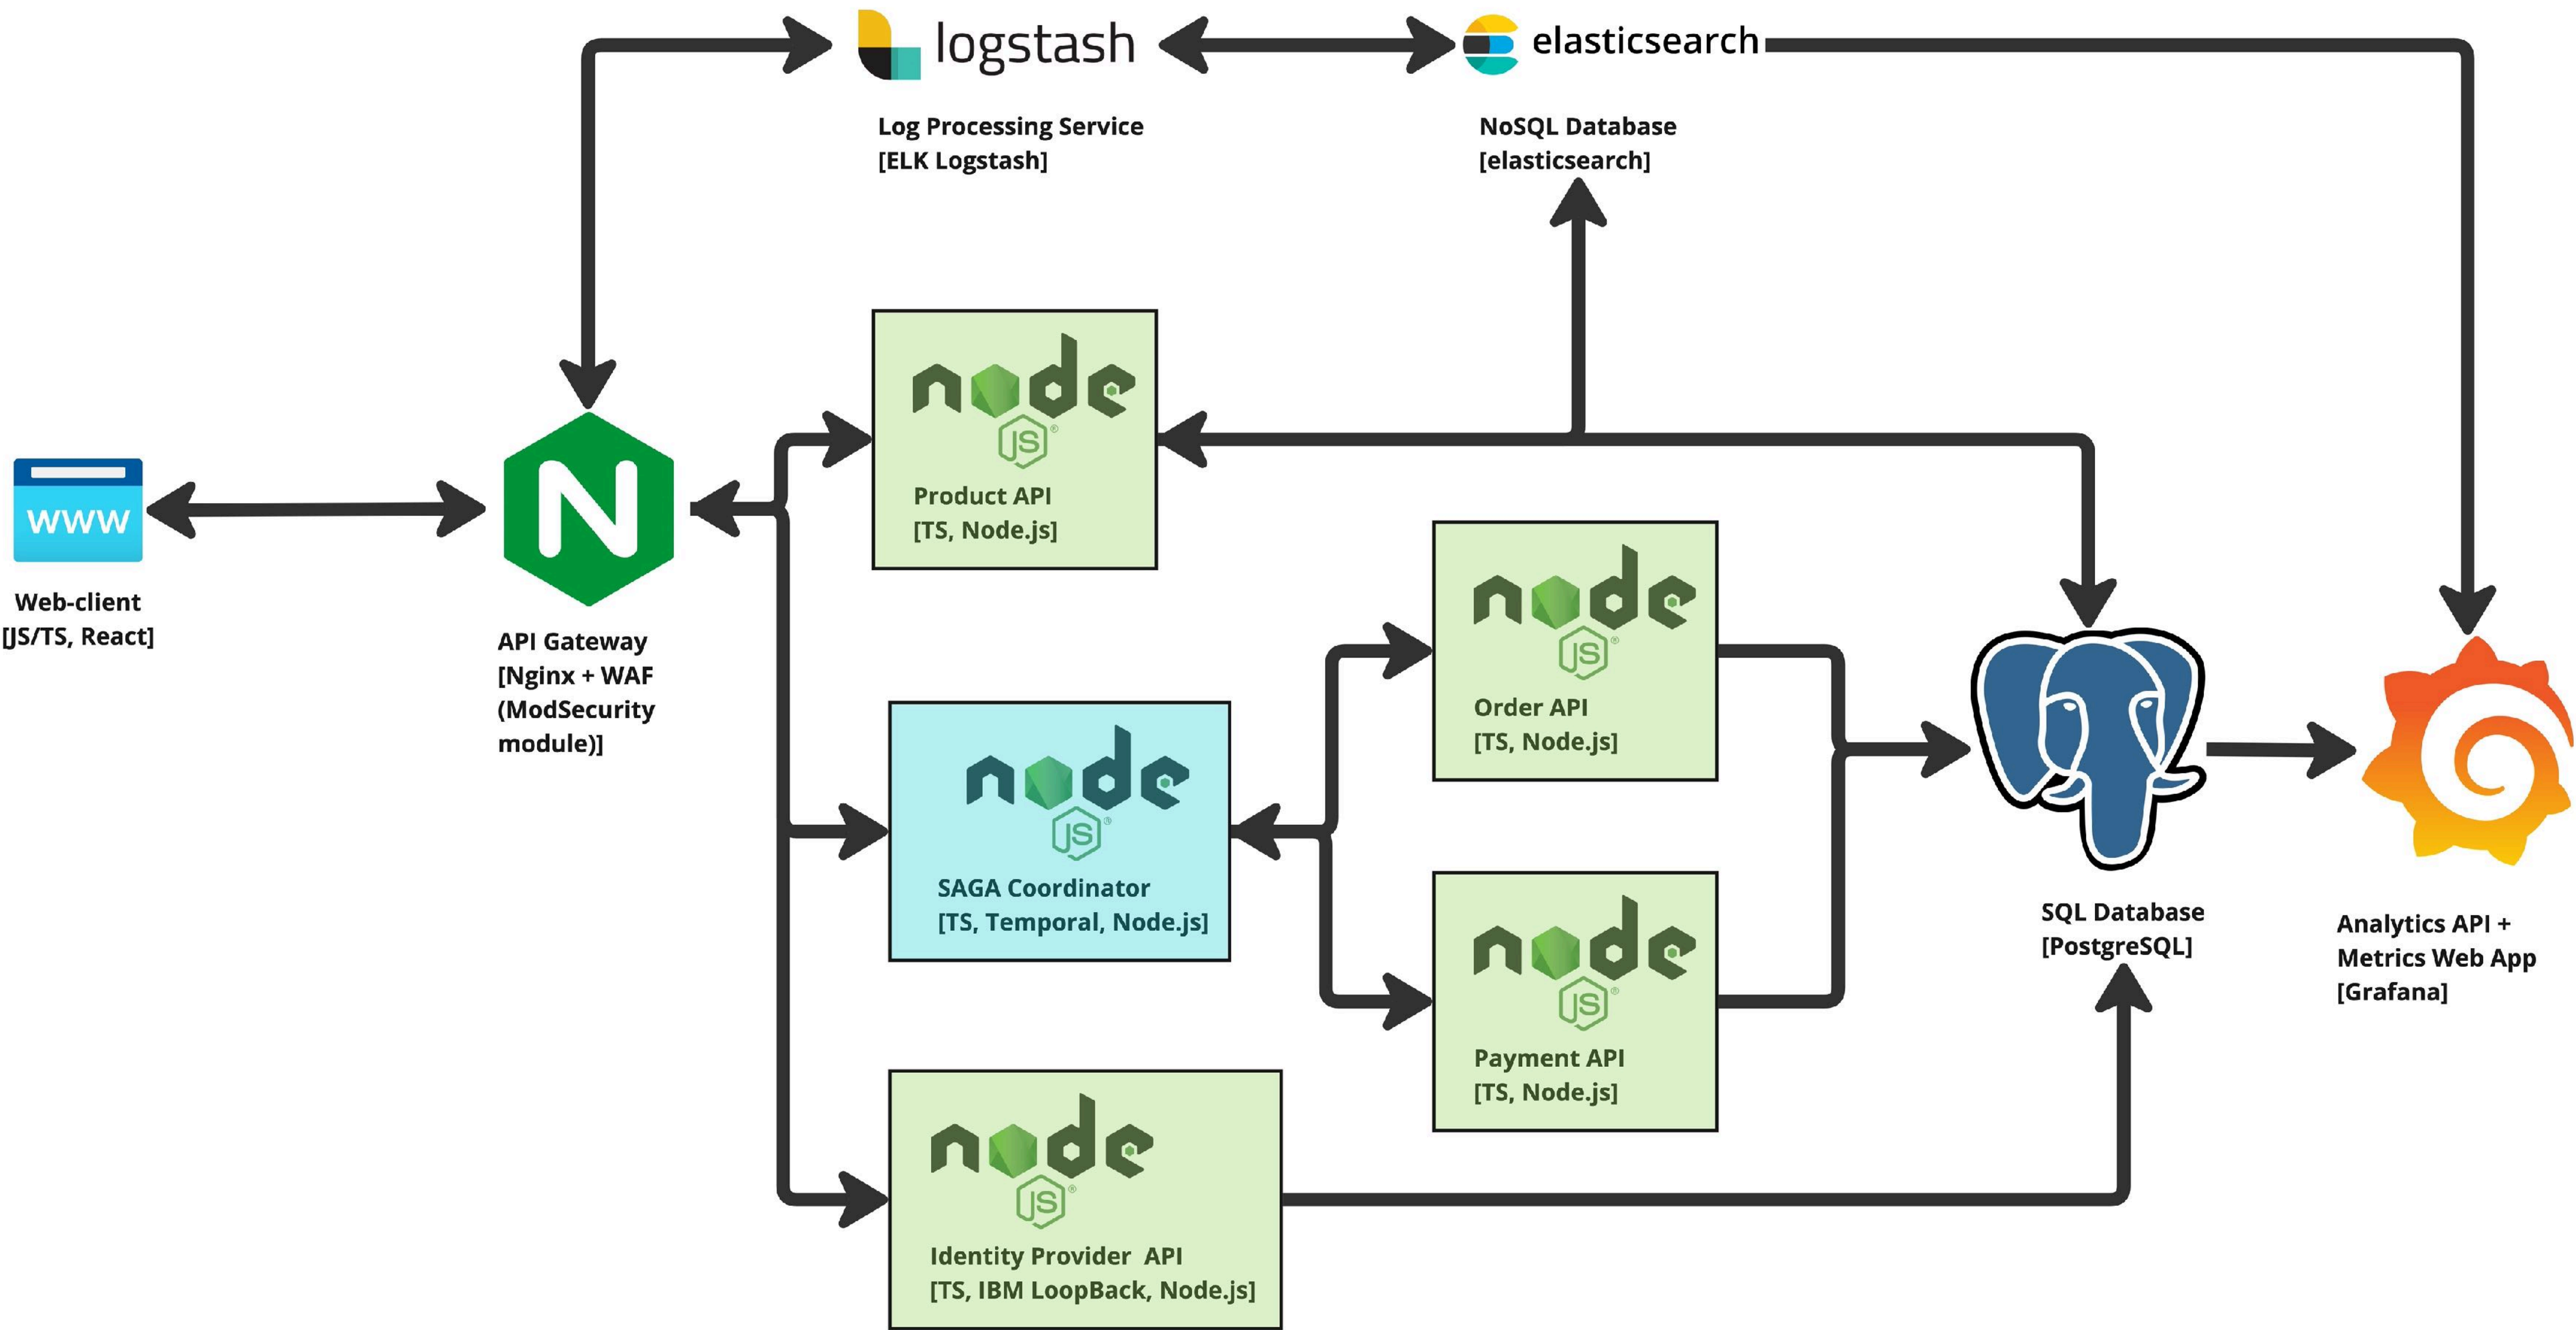 logstash
elasticsearch
Log Processing Service
[ELK Logstash]
NoSQL Database
[elasticsearch]
node
JS®
Product API
[TS, Node.js]
www
Web-client
[JS/TS, React]
N
API Gateway
[Nginx + WAF
(ModSecurity
module)]
node
JS®
Order API
[TS, Node.js]
node
JS®
SAGA Coordinator
[TS, Temporal, Node.js]
node
JS®
Payment API
[TS, Node.js]
SQL Database
[PostgreSQL]
Analytics API +
Metrics Web App
[Grafana]
node
JS®
Identity Provider  API
[TS, IBM LoopBack, Node.js]